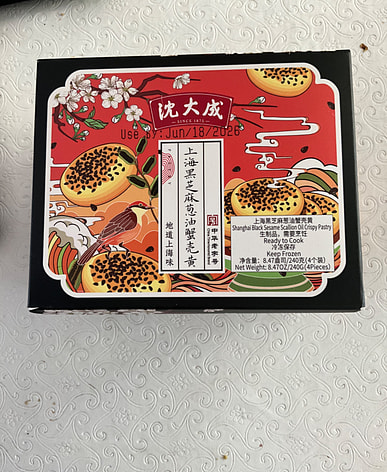 沈大成
SINCE 1875
Use by: Jun/18/2026
上海黑芝麻葱油蟹壳黄
地道上海味
中华老字号
China Time-honored Brand
上海黑芝麻葱油蟹壳黄
Shanghai Black Sesame Scallion Oil Crispy Pastry
生制品，需要烹饪
Ready to Cook
冷冻保存
Keep Frozen
净含量：8.47盎司/240克(4个装)
Net Weight: 8.47OZ/240G(4Pieces)